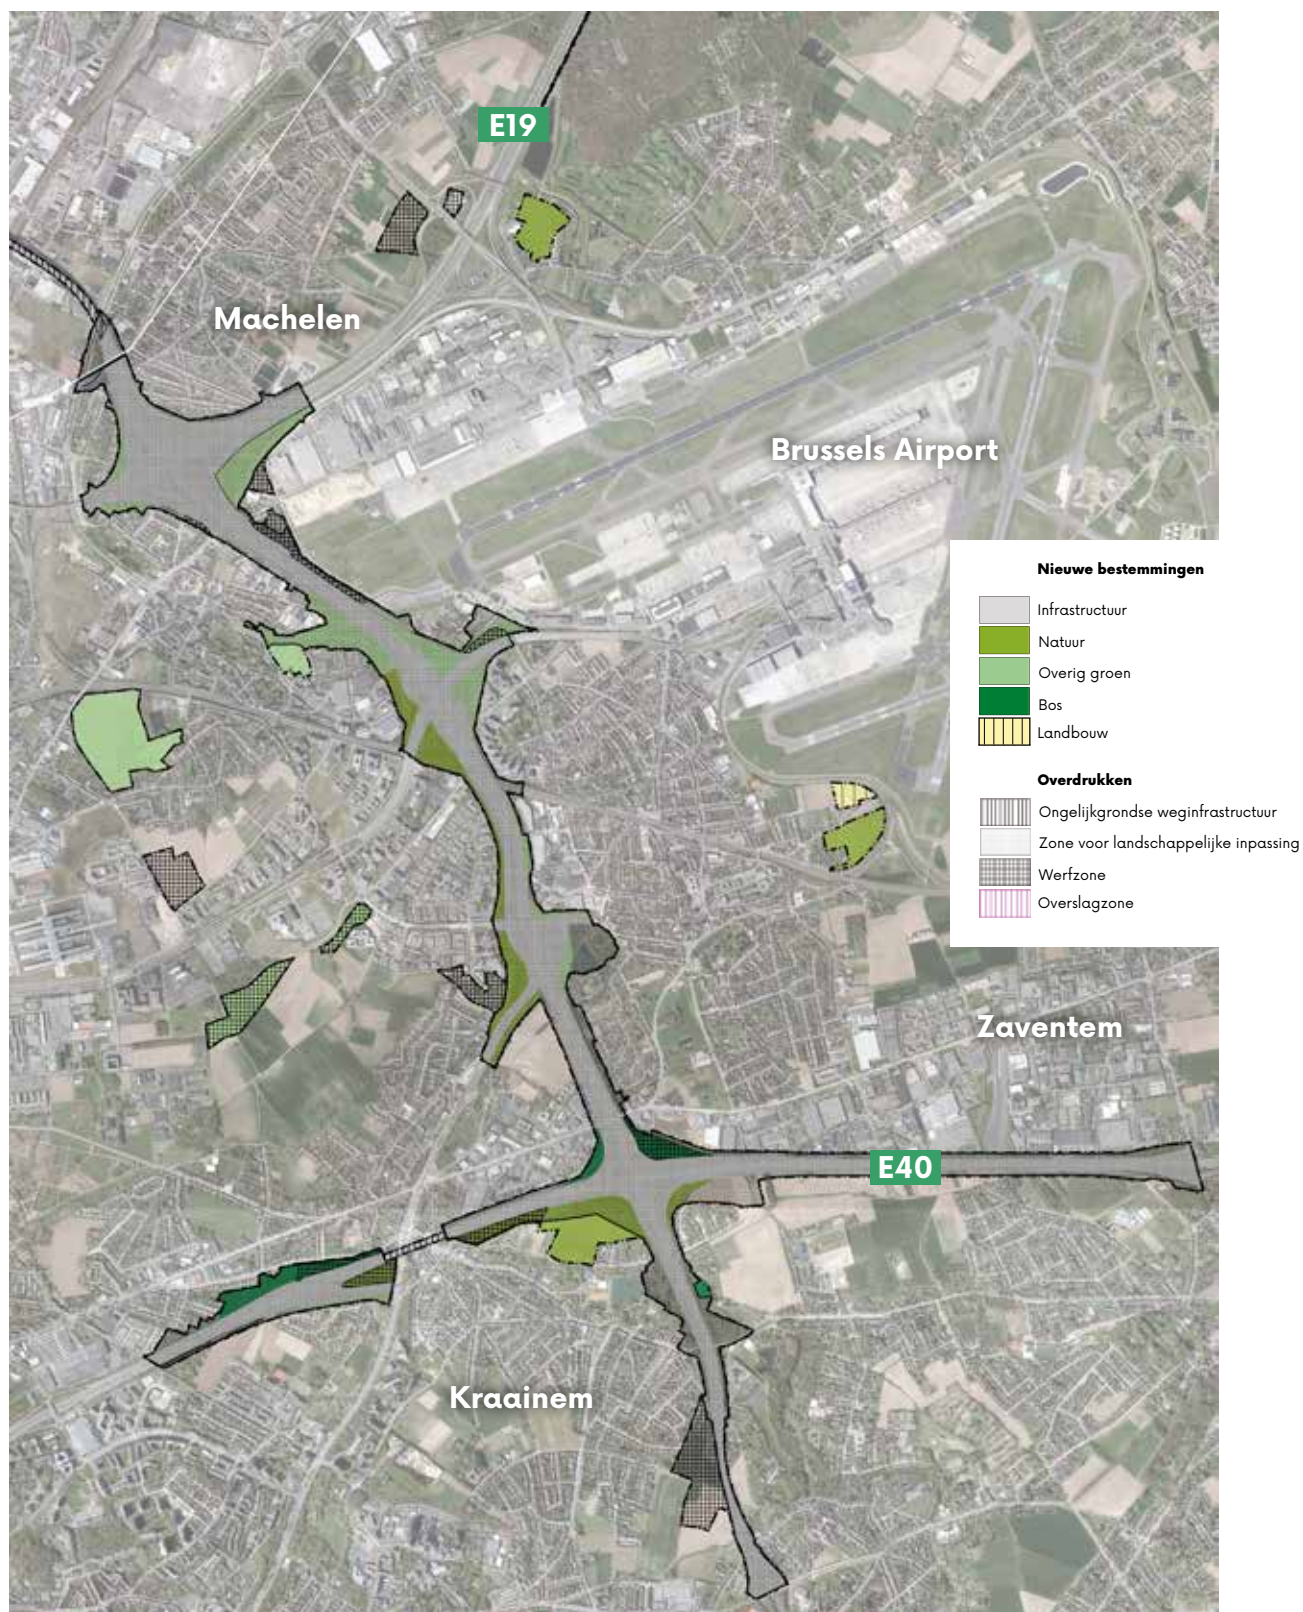 E19
Machelen
Brussels Airport
Nieuwe bestemmingen
Infrastructuur
Natuur
Overig groen
Bos
Landbouw
Overdrukken
Ongelijkgrondse weginfrastructuur
Zone voor landschappelijke inpassing
Werfzone
Overslagzone
Zaventem
E40
Kraainem